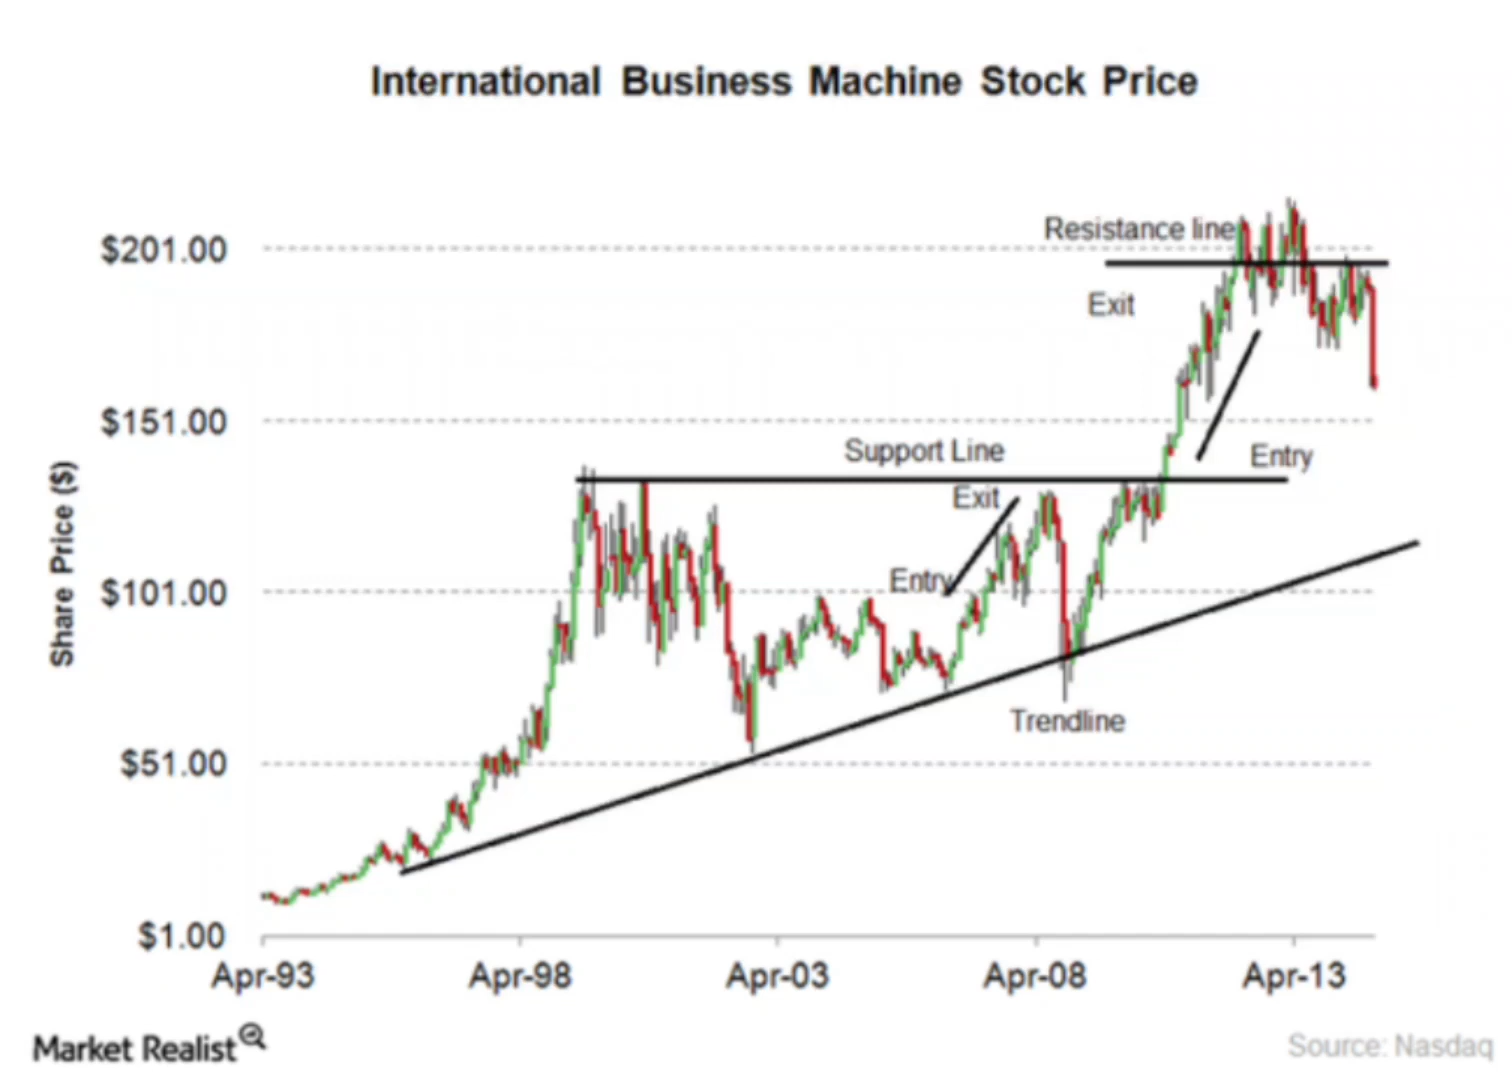 International Business Machine Stock Price
Share Price ($)
$201.00
$151.00
$101.00
$51.00
$1.00
Resistance line
Exit
Support Line
Entry
Exit
Entry
Trendline
Apr-93 Apr-98 Apr-03 Apr-08 Apr-13
Market Realist
Source: Nasdaq